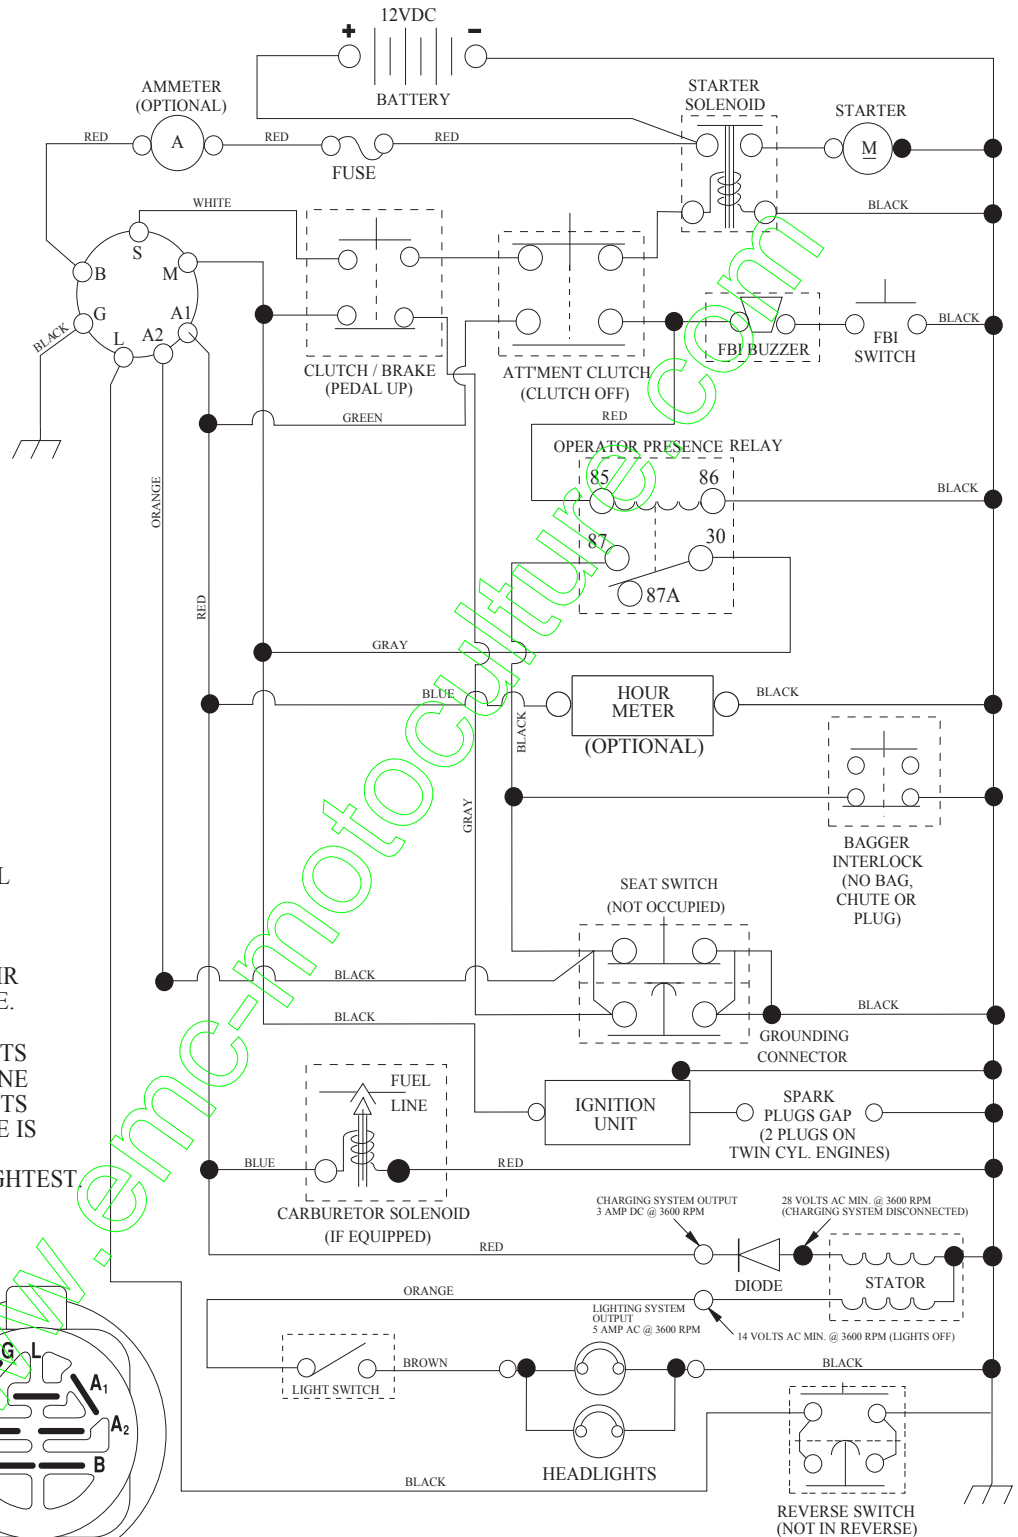 12VDC
+
-
BATTERY
AMMETER
(OPTIONAL)
STARTER
SOLENOID
STARTER
RED
A
RED
FUSE
RED
M
WHITE
BLACK
S
B
M
G
A1
L
A2
BLACK
CLUTCH / BRAKE
(PEDAL UP)
ATT'MENT CLUTCH
(CLUTCH OFF)
FBI BUZZER
FBI
SWITCH
BLACK
GREEN
RED
OPERATOR PRESENCE RELAY
85
86
BLACK
ORANGE
87
30
87A
RED
GRAY
BLUE
HOUR
METER
(OPTIONAL)
BLACK
BLACK
GRAY
BAGGER
INTERLOCK
(NO BAG,
CHUTE OR
PLUG)
SEAT SWITCH
(NOT OCCUPIED)
L
IR
E.
BLACK
BLACK
BLACK
GROUNDING
CONNECTOR
TS
NE
TS
E IS
GHTEST.
FUEL
LINE
IGNITION
UNIT
SPARK
PLUGS GAP
(2 PLUGS ON
TWIN CYL. ENGINES)
BLUE
RED
CARBURETOR SOLENOID
(IF EQUIPPED)
CHARGING SYSTEM OUTPUT
3 AMP DC @ 3600 RPM
28 VOLTS AC MIN. @ 3600 RPM
(CHARGING SYSTEM DISCONNECTED)
RED
DIODE
STATOR
ORANGE
LIGHTING SYSTEM
OUTPUT
5 AMP AC @ 3600 RPM
14 VOLTS AC MIN. @ 3600 RPM (LIGHTS OFF)
LIGHT SWITCH
BROWN
BLACK
HEADLIGHTS
BLACK
REVERSE SWITCH
(NOT IN REVERSE)
G
L
A1
A2
B
w.emc-motoculture.com